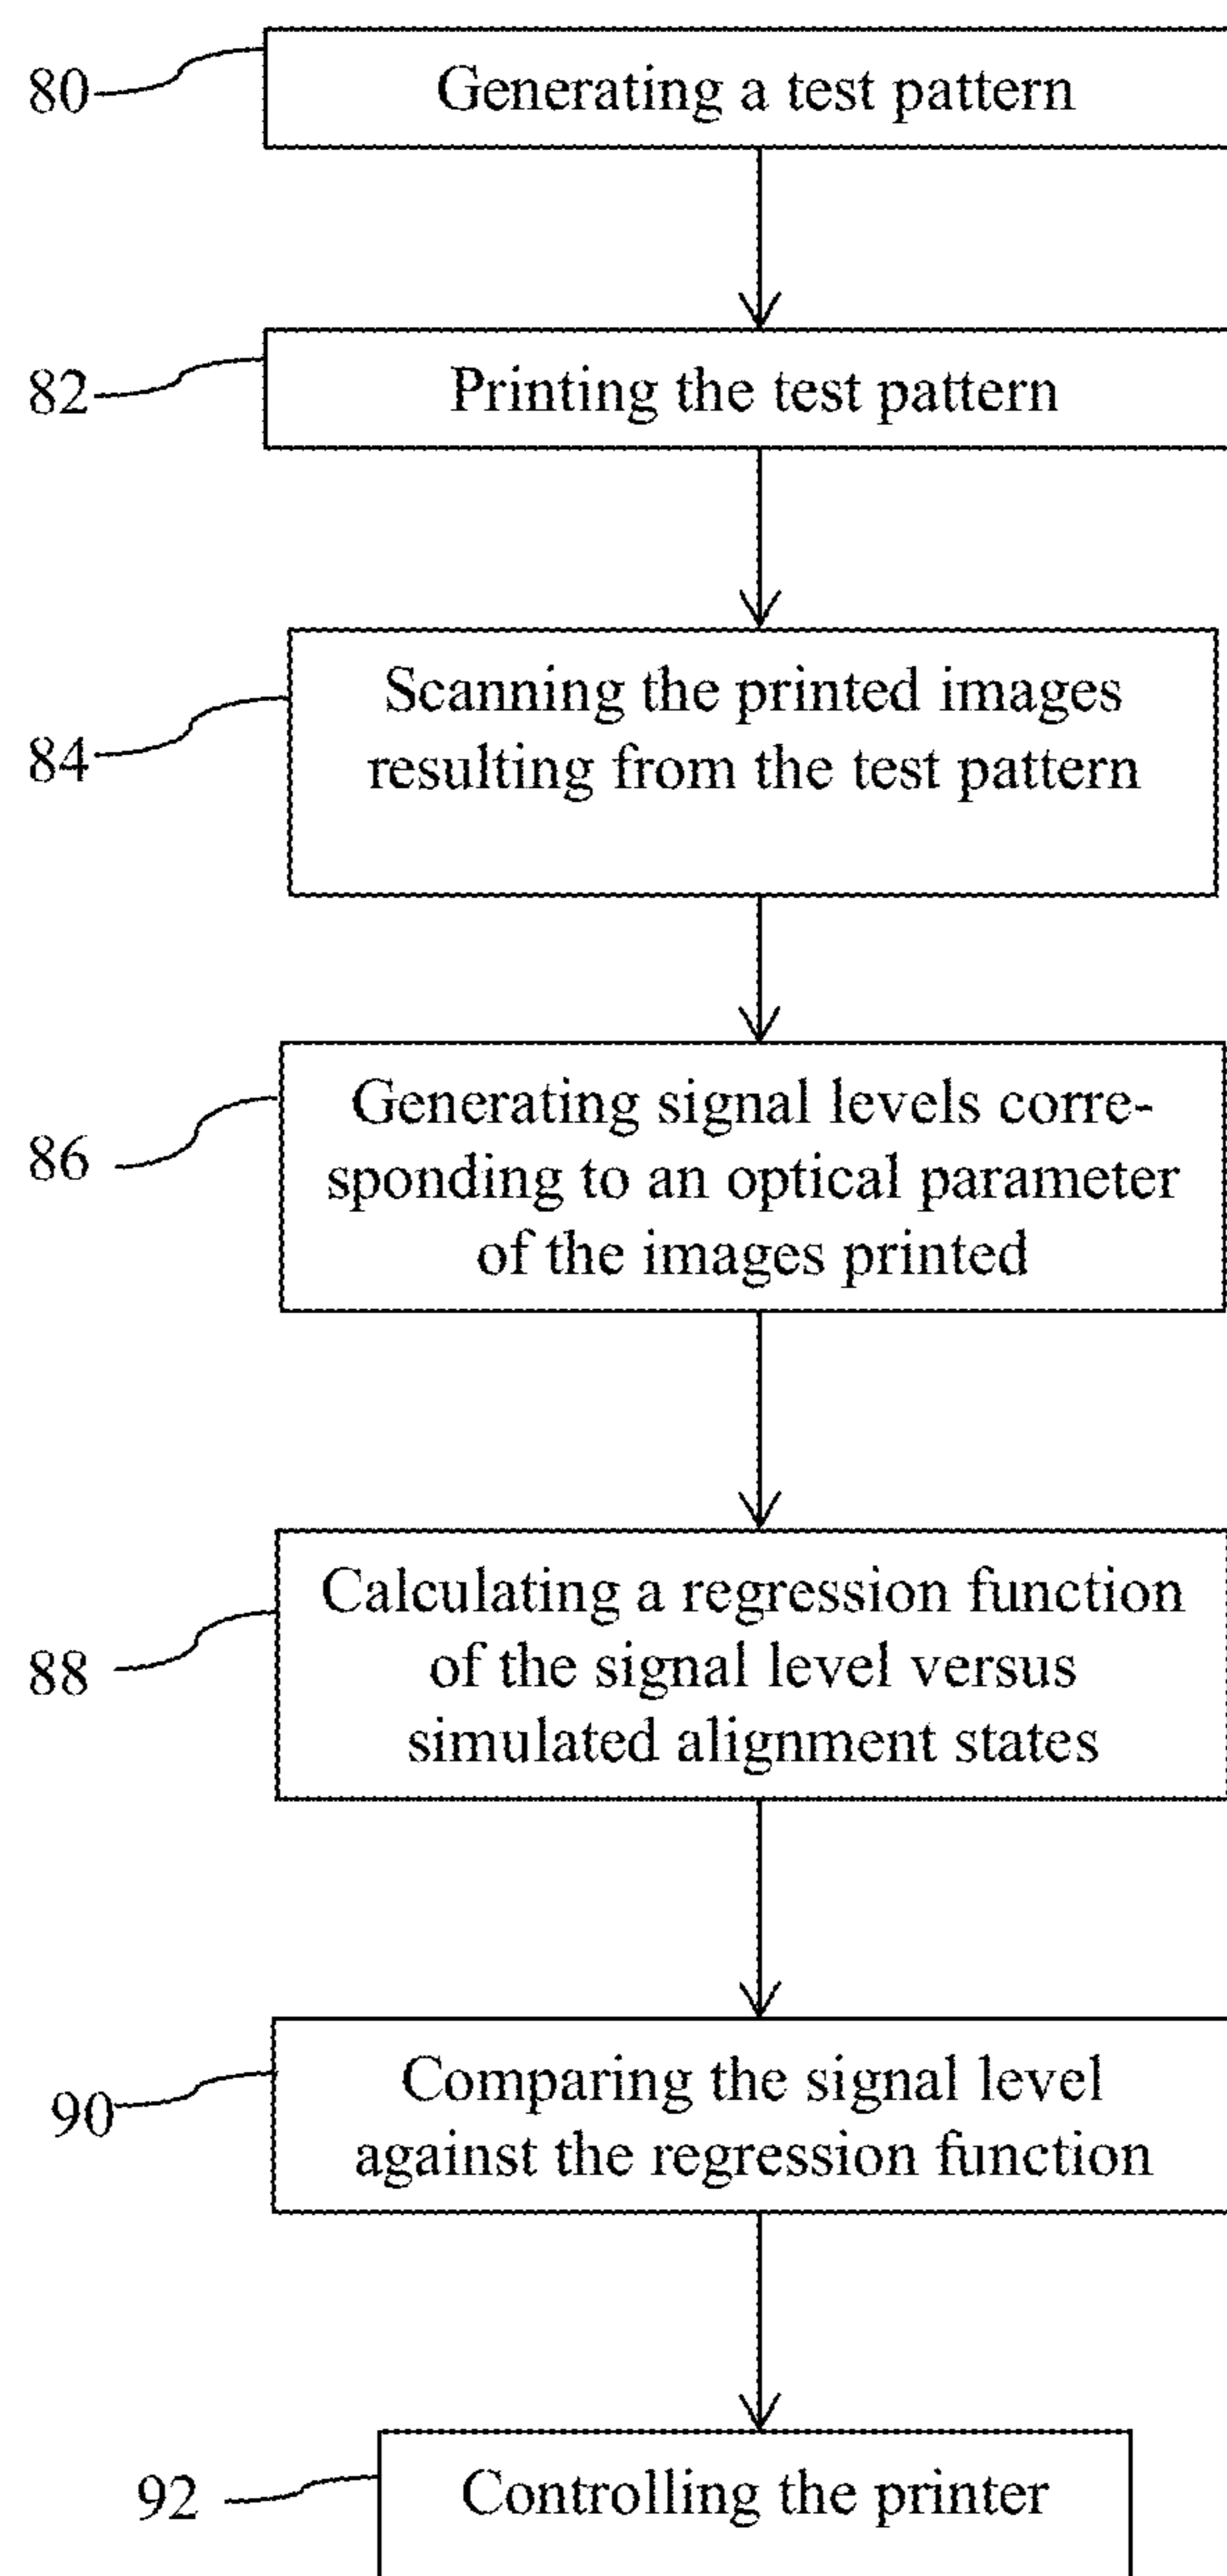 80
Generating a test pattern
82
Printing the test pattern
84
Scanning the printed images
resulting from the test pattern
86
Generating signal levels corre-
sponding to an optical parameter
of the images printed
88
Calculating a regression function
of the signal level versus
simulated alignment states
90
Comparing the signal level
against the regression function
92
Controlling the printer